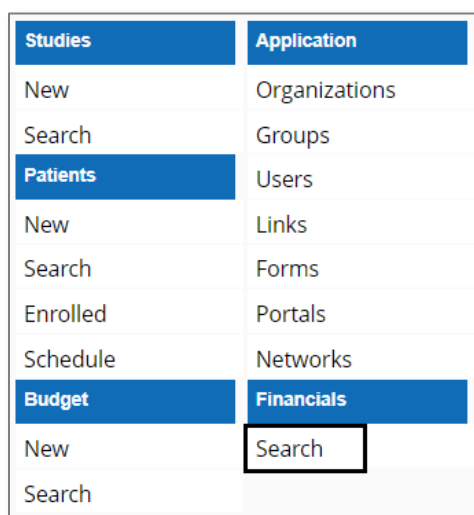 Studies
New
Search
Patients
New
Search
Enrolled
Schedule
Budget
New
Search
Application
Organizations
Groups
Users
Links
Forms
Portals
Networks
Financials
Search